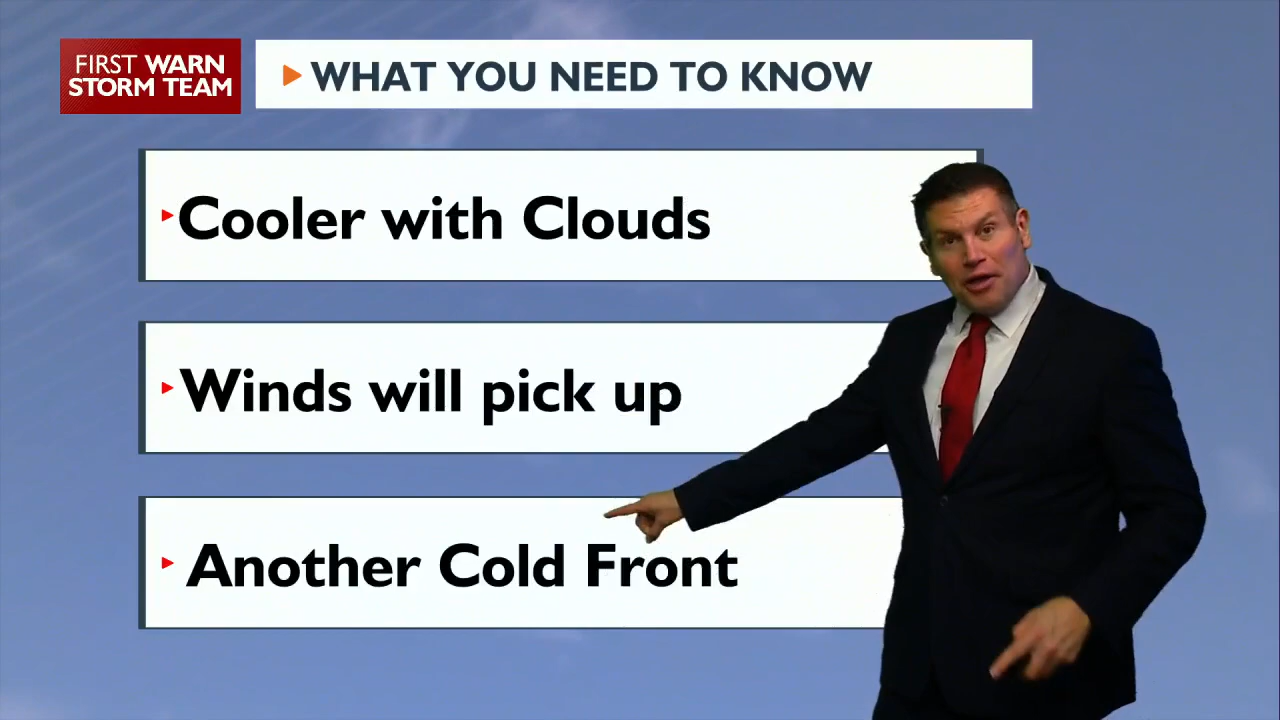 FIRST WARN
STORM TEAM
WHAT YOU NEED TO KNOW
Cooler with Clouds
Winds will pick up
Another Cold Front